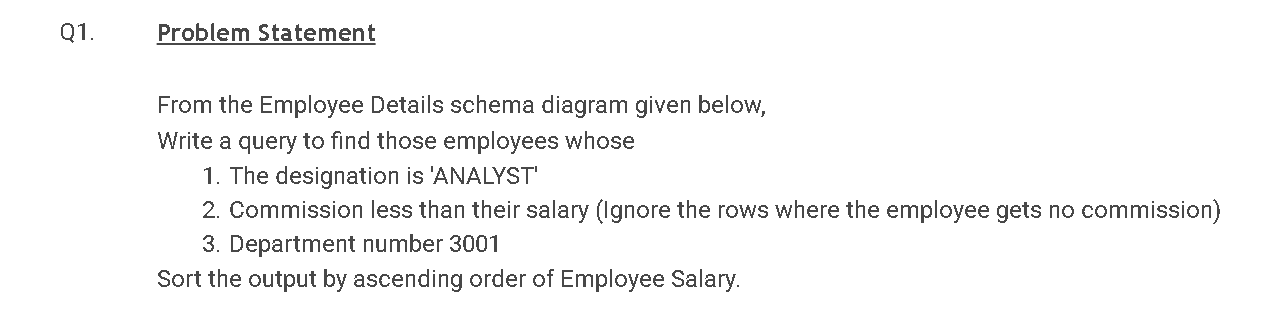 Q1. Problem Statement
From the Employee Details schema diagram given below,
Write a query to find those employees whose
1. The designation is 'ANALYST'
2. Commission less than their salary (Ignore the rows where the employee gets no commission)
3. Department number 3001
Sort the output by ascending order of Employee Salary.